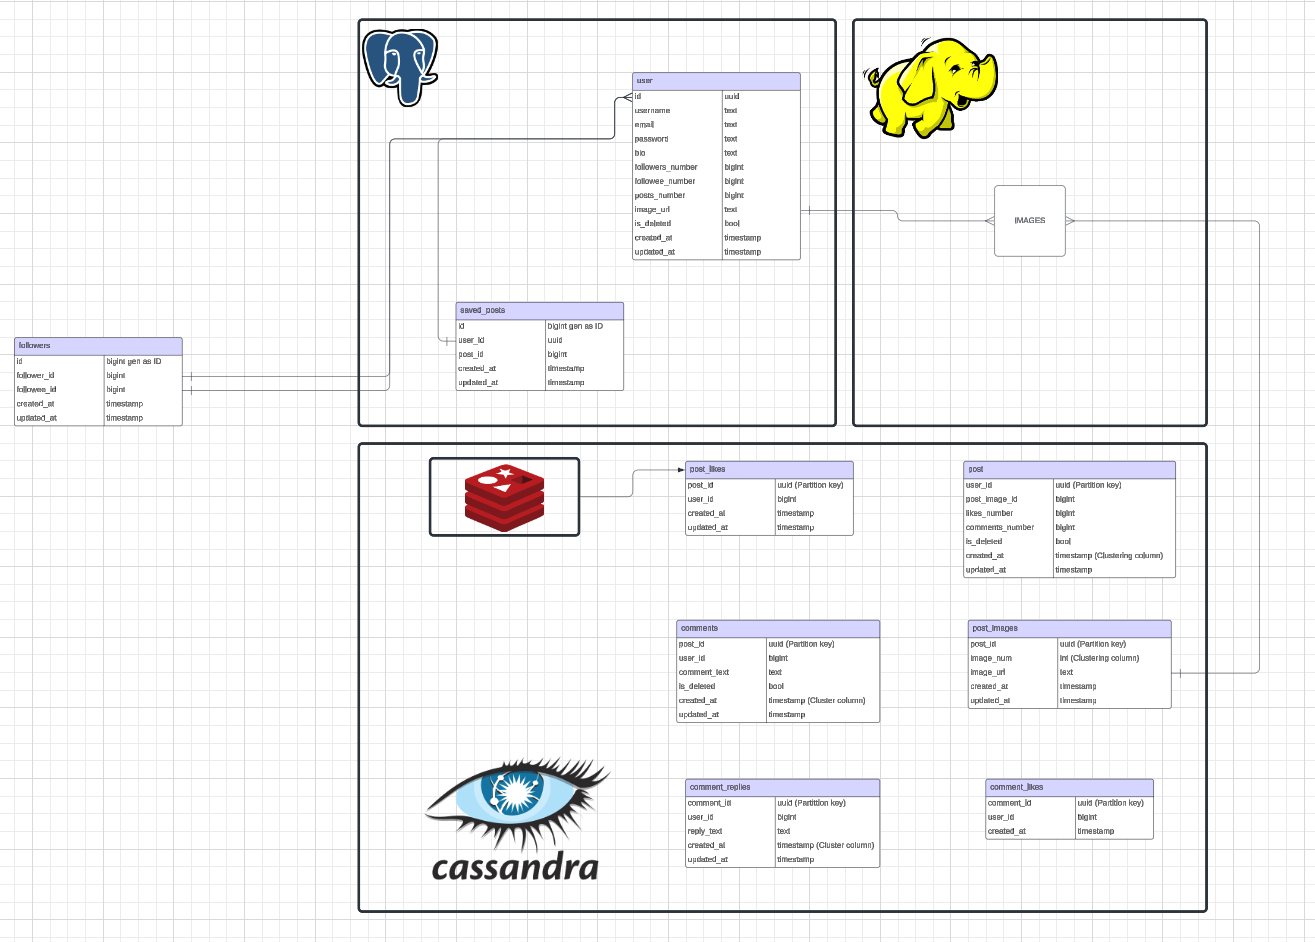 user
id uuid
username text
email text
password text
bio text
followers_number bigint
followee_number bigint
posts_number bigint
image_url text
is_deleted bool
created_at timestamp
updated_at timestamp
IMAGES
saved_posts
id bigint gen as ID
user_id uuid
post_id bigint
created_at timestamp
updated_at timestamp
followers
id bigint gen as ID
follower_id bigint
followee_id bigint
created_at timestamp
updated_at timestamp
post_likes
post_id uuid (Partition key)
user_id bigint
created_at timestamp
updated_at timestamp
post
user_id uuid (Partition key)
post_image_id bigint
likes_number bigint
comments_number bigint
is_deleted bool
created_at timestamp (Clustering column)
updated_at timestamp
comments
post_id uuid (Partition key)
user_id bigint
comment_text text
is_deleted bool
created_at timestamp (Cluster column)
updated_at timestamp
post_images
post_id uuid (Partition key)
image_num int (Clustering column)
image_url text
created_at timestamp
updated_at timestamp
comment_replies
comment_id uuid (Partition key)
user_id bigint
reply_text text
created_at timestamp (Cluster column)
updated_at timestamp
comment_likes
comment_id uuid (Partition key)
user_id bigint
created_at timestamp
cassandra